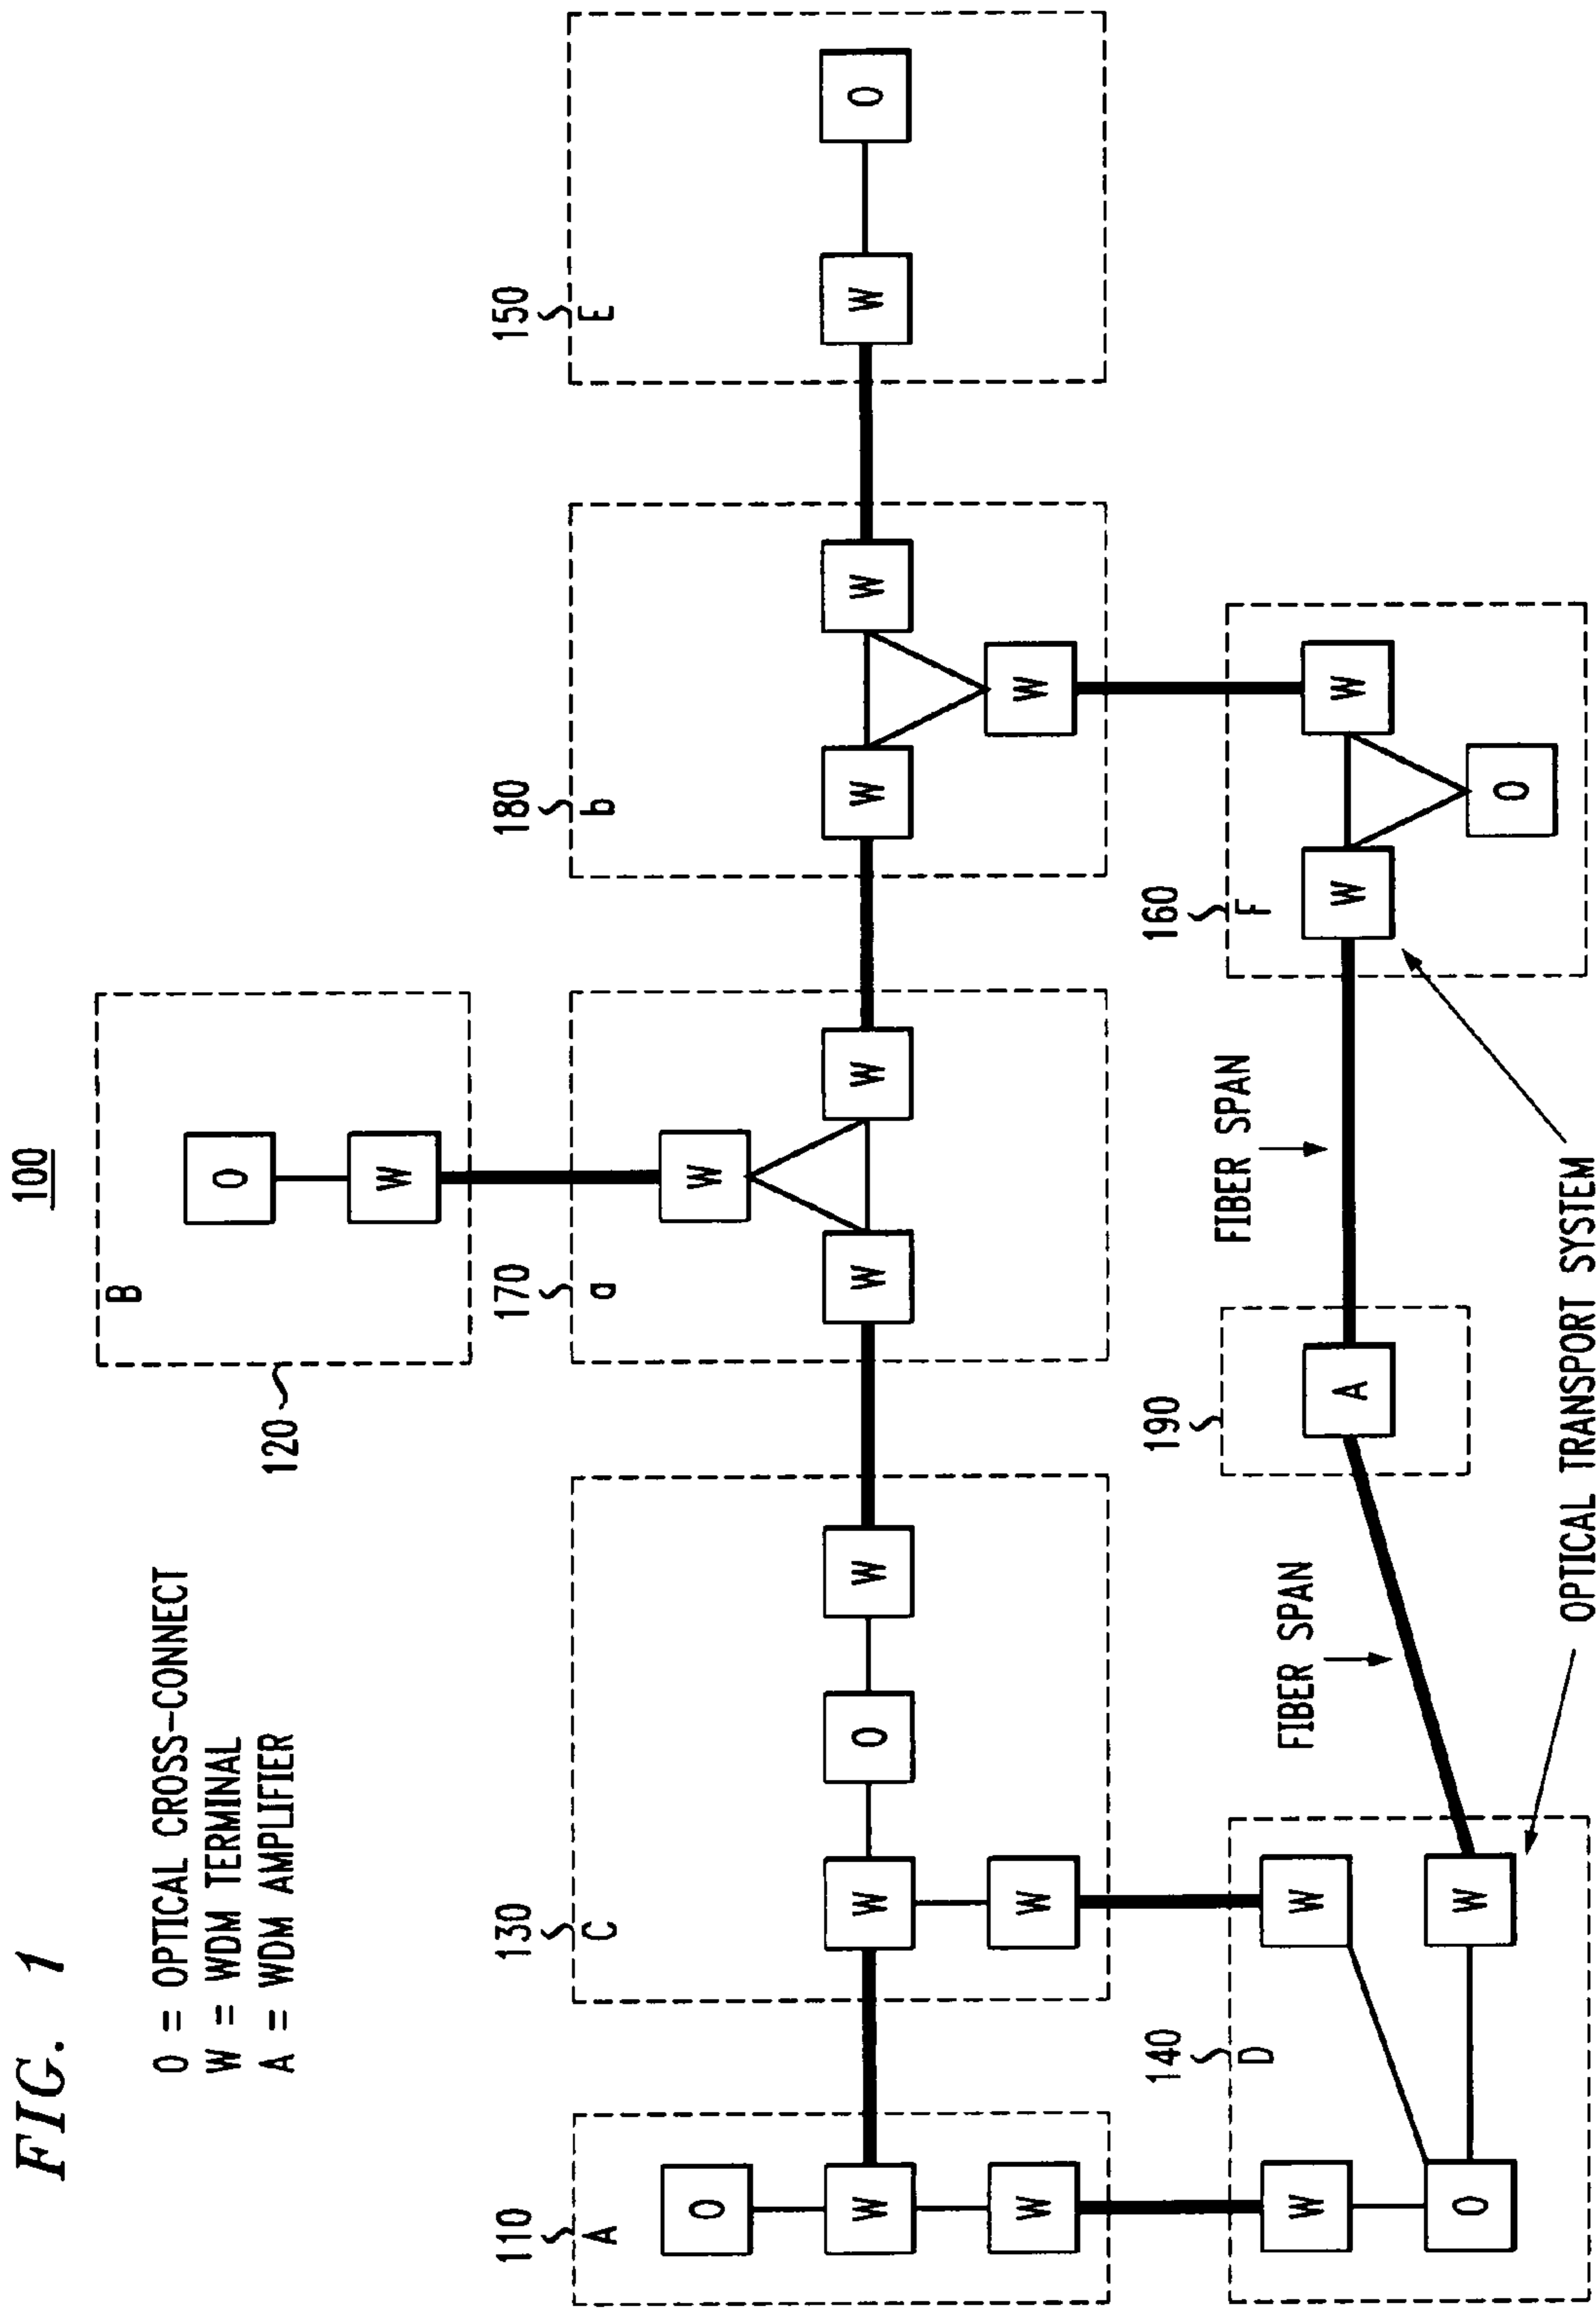 FIG. 1
100
B
O = OPTICAL CROSS-CONNECT
W = WDM TERMINAL
A = WDM AMPLIFIER
O
120
W
110 130 170 180 150
A C a b E
O W
W W O W W W W W W O
W W W
140 190 160
D F
FIBER SPAN
FIBER SPAN
W W A W W
O W O
OPTICAL TRANSPORT SYSTEM